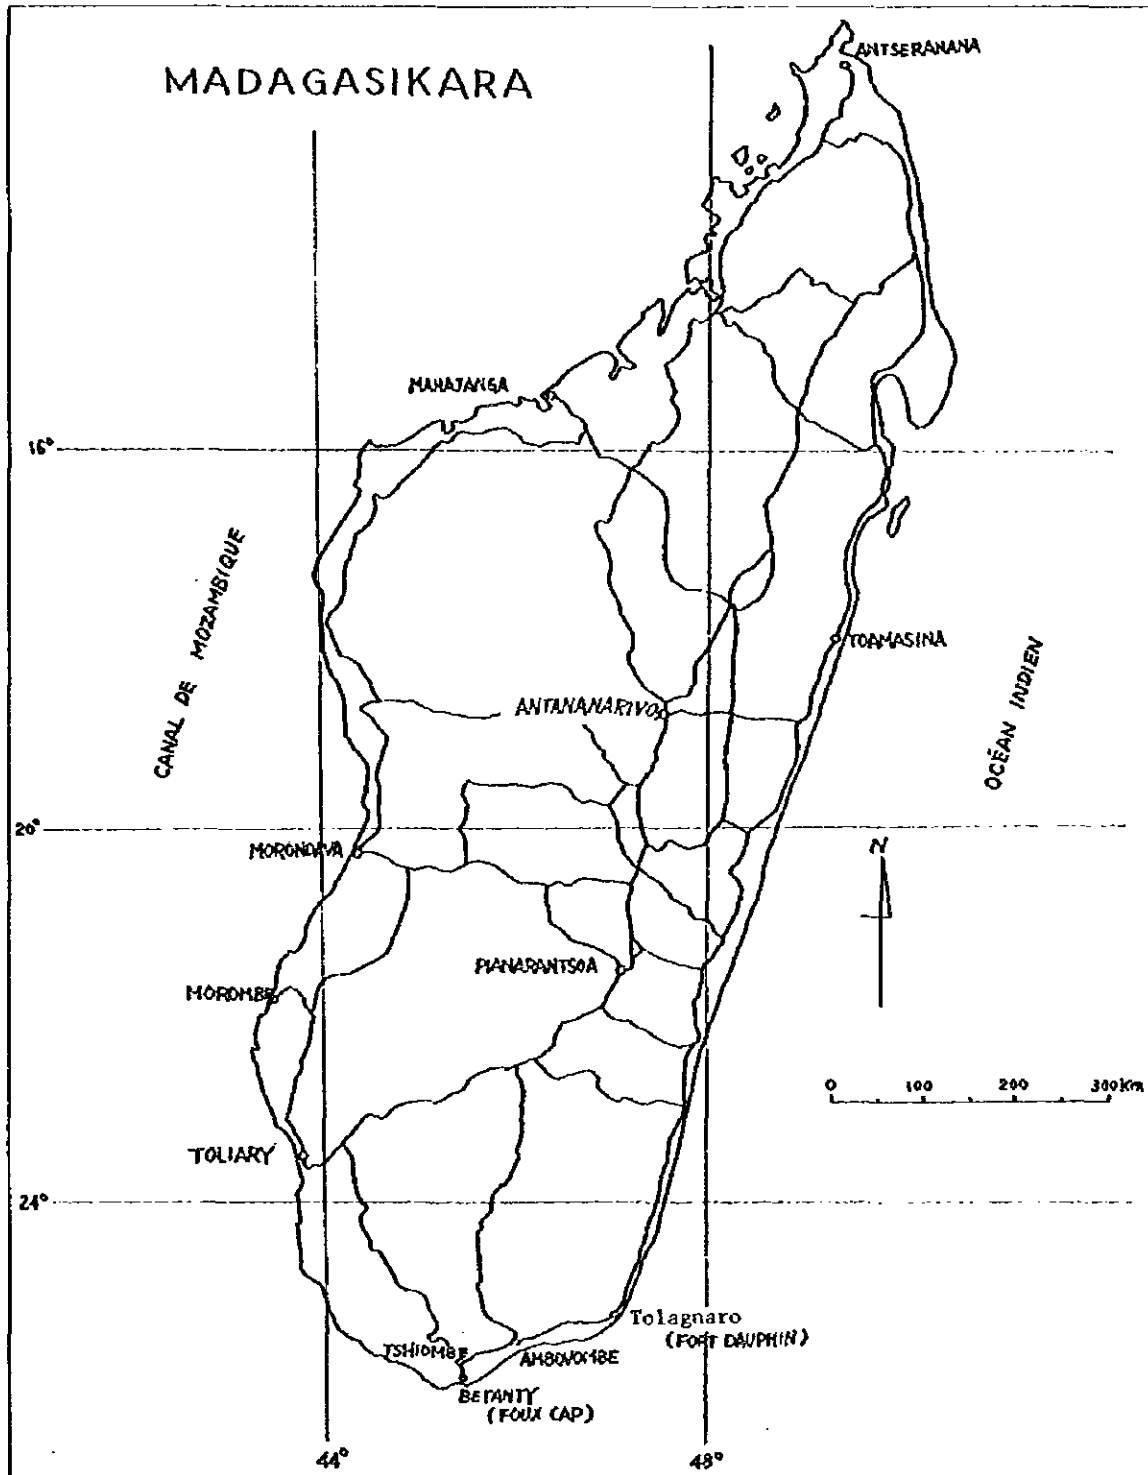 MADAGASIKARA
ANTSERANANA
MAHAJANGA
16°
CANAL DE MOZAMBIQUE
TOAMASINA
ANTANANARIVO
OCÉAN INDIEN
20°
MORONDAVA
N
PIANARANTSOA
MOROMBE
0 100 200 300Km
TOLIARY
24°
Tolagnaro
(FORT DAUPHIN)
TSHIOMBE
AMBOVOMBE
BETANTY
(FOUX CAP)
44° 48°